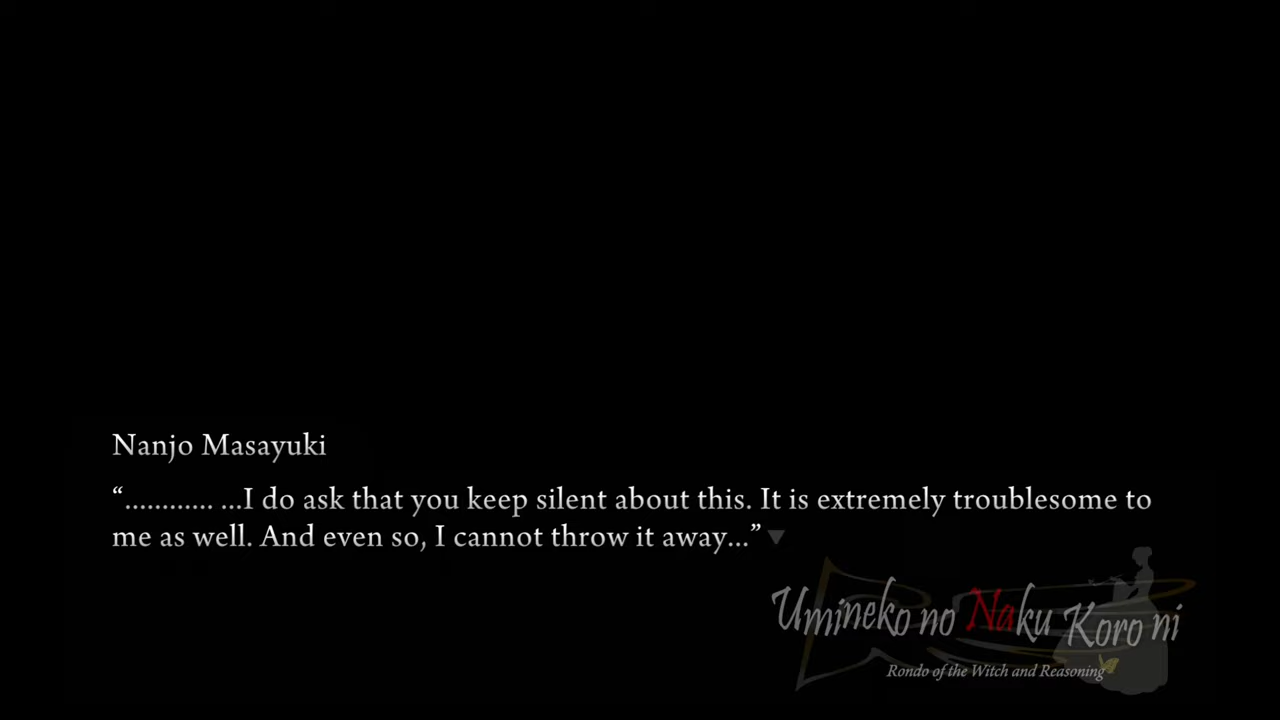 Nanjo Masayuki
“............ ...I do ask that you keep silent about this. It is extremely troublesome to
me as well. And even so, I cannot throw it away...”
Umineko no Naku Koro ni
Rondo of the Witch and Reasoning